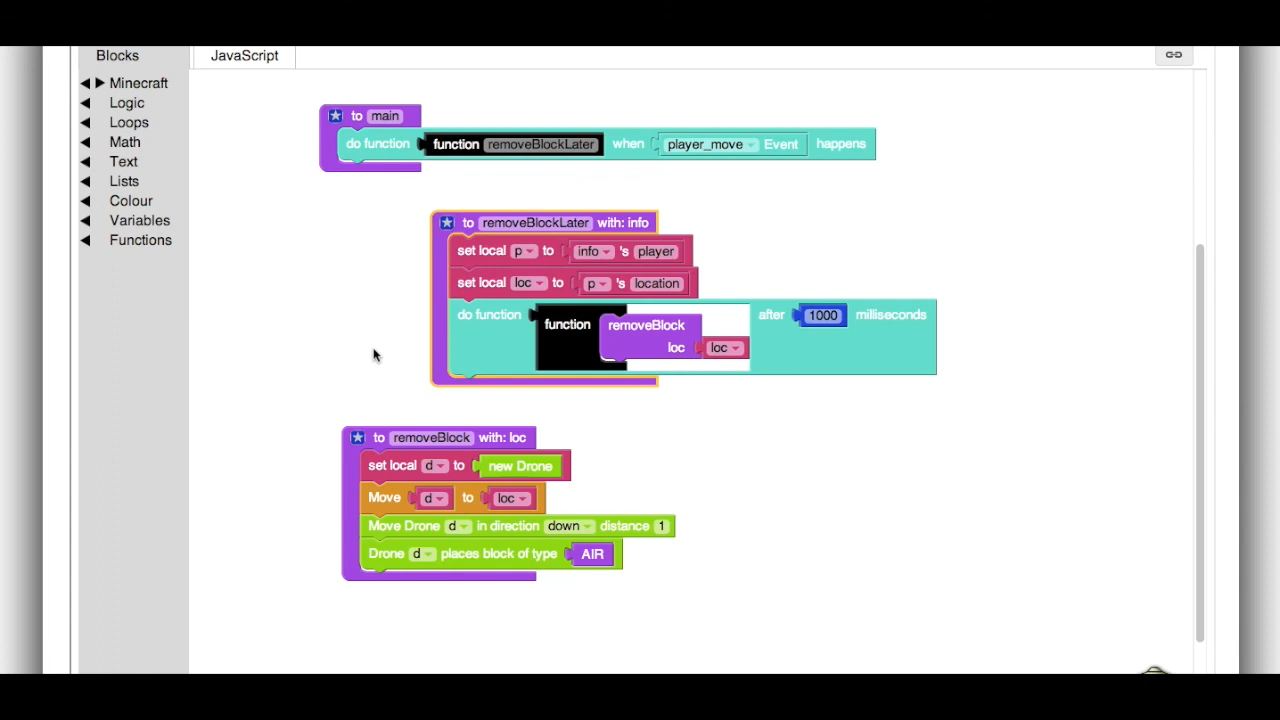 Blocks
JavaScript
Minecraft
Logic
Loops
Math
Text
Lists
Colour
Variables
Functions
to main
do function function removeBlockLater when player_move Event happens
to removeBlockLater with: info
set local p to info 's player
set local loc to p 's location
do function function removeBlock after 1000 milliseconds
loc loc
to removeBlock with: loc
set local d to new Drone
Move d to loc
Move Drone d in direction down distance 1
Drone d places block of type AIR